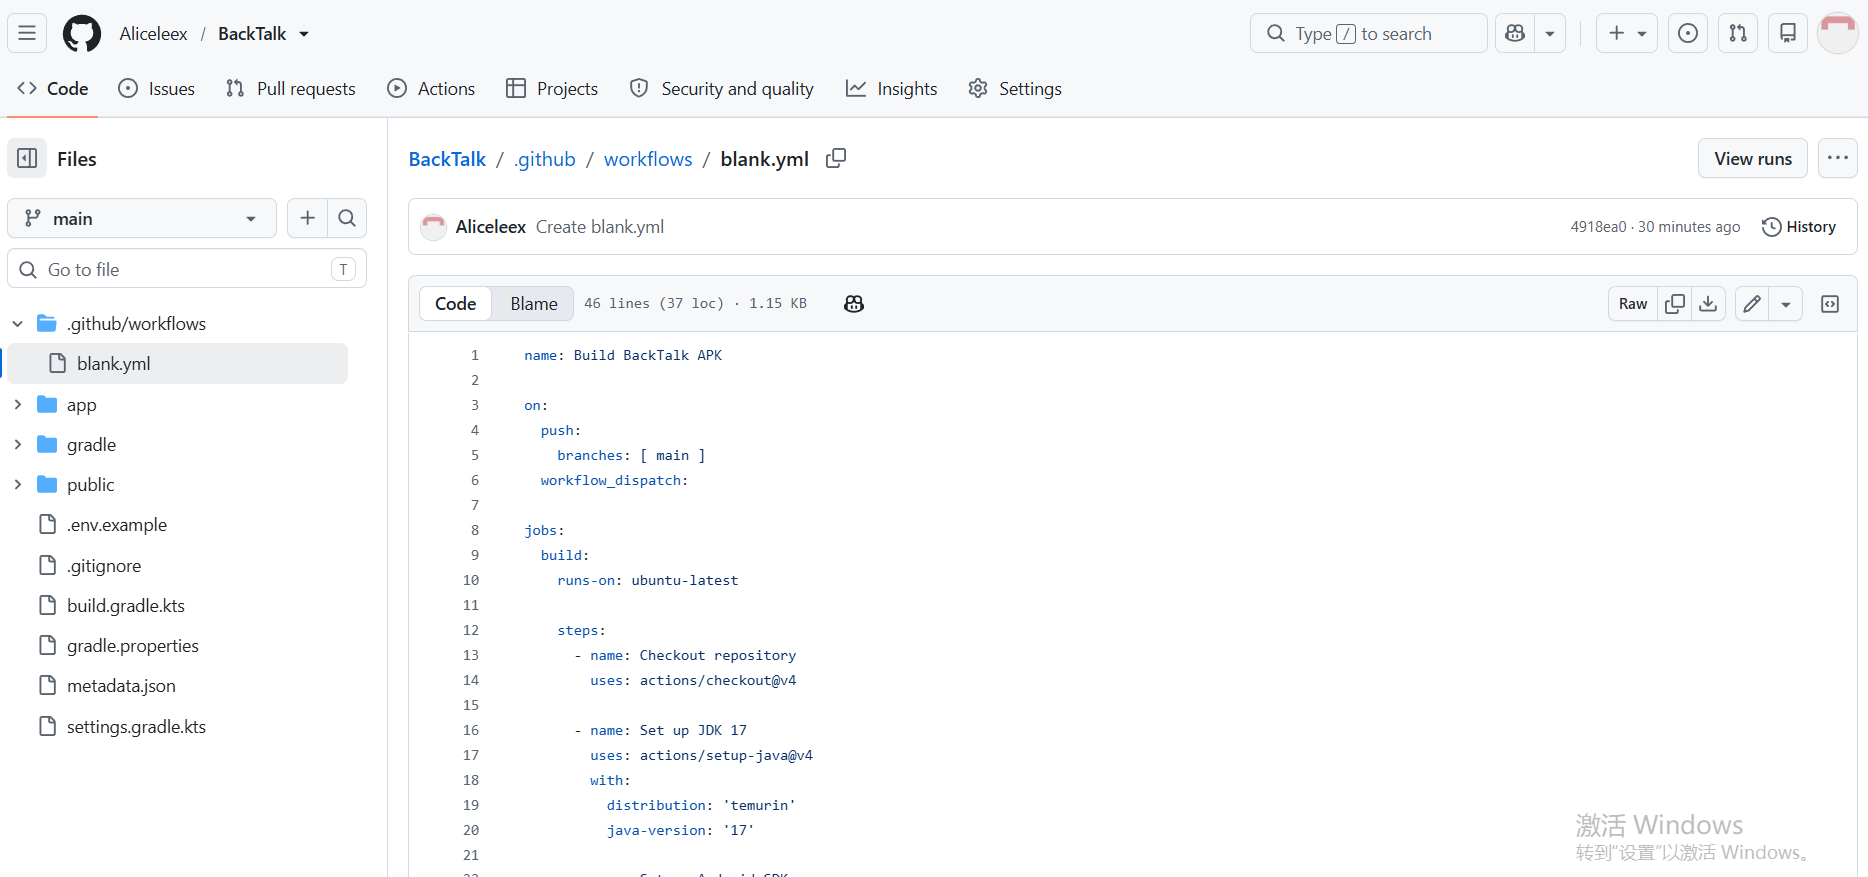 Aliceleex / BackTalk
Type / to search
Code
Issues
Pull requests
Actions
Projects
Security and quality
Insights
Settings
Files
main
Go to file
T
.github/workflows
blank.yml
app
gradle
public
.env.example
.gitignore
build.gradle.kts
gradle.properties
metadata.json
settings.gradle.kts
BackTalk / .github / workflows / blank.yml
View runs
Aliceleex Create blank.yml
4918ea0 · 30 minutes ago
History
Code
Blame
46 lines (37 loc) · 1.15 KB
Raw
1 name: Build BackTalk APK
2
3 on:
4 push:
5 branches: [ main ]
6 workflow_dispatch:
7
8 jobs:
9 build:
10 runs-on: ubuntu-latest
11
12 steps:
13 - name: Checkout repository
14 uses: actions/checkout@v4
15
16 - name: Set up JDK 17
17 uses: actions/setup-java@v4
18 with:
19 distribution: 'temurin'
20 java-version: '17'
21
激活 Windows
转到"设置"以激活 Windows。